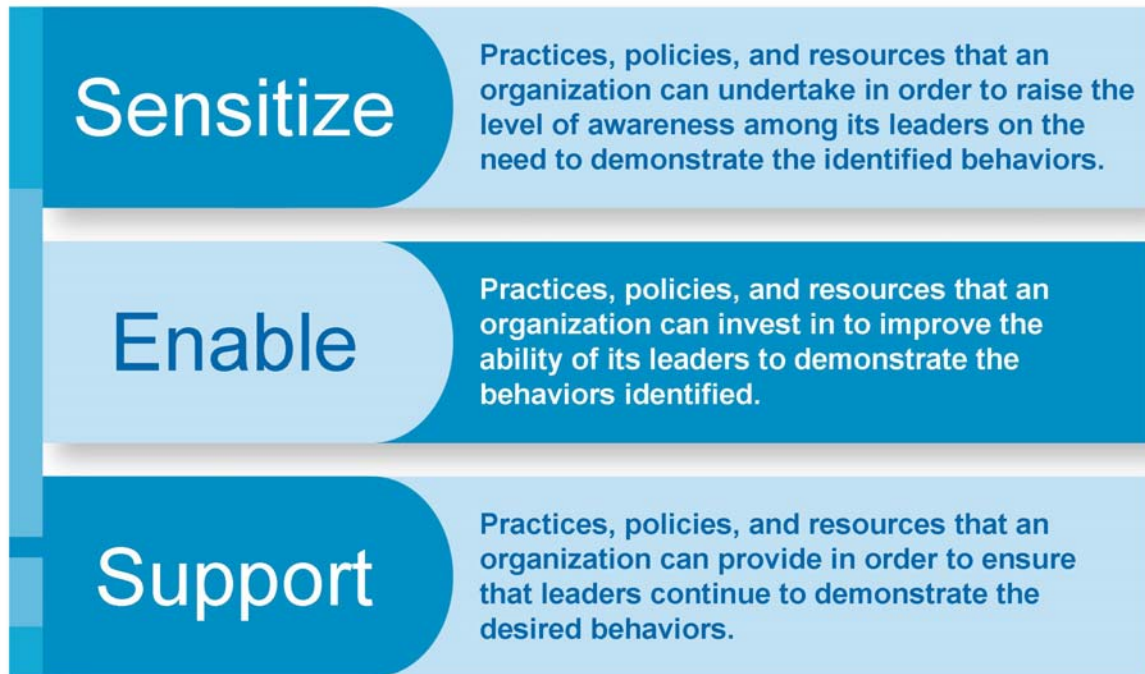 Sensitize
Practices, policies, and resources that an
organization can undertake in order to raise the
level of awareness among its leaders on the
need to demonstrate the identified behaviors.
Enable
Practices, policies, and resources that an
organization can invest in to improve the
ability of its leaders to demonstrate the
behaviors identified.
Support
Practices, policies, and resources that an
organization can provide in order to ensure
that leaders continue to demonstrate the
desired behaviors.